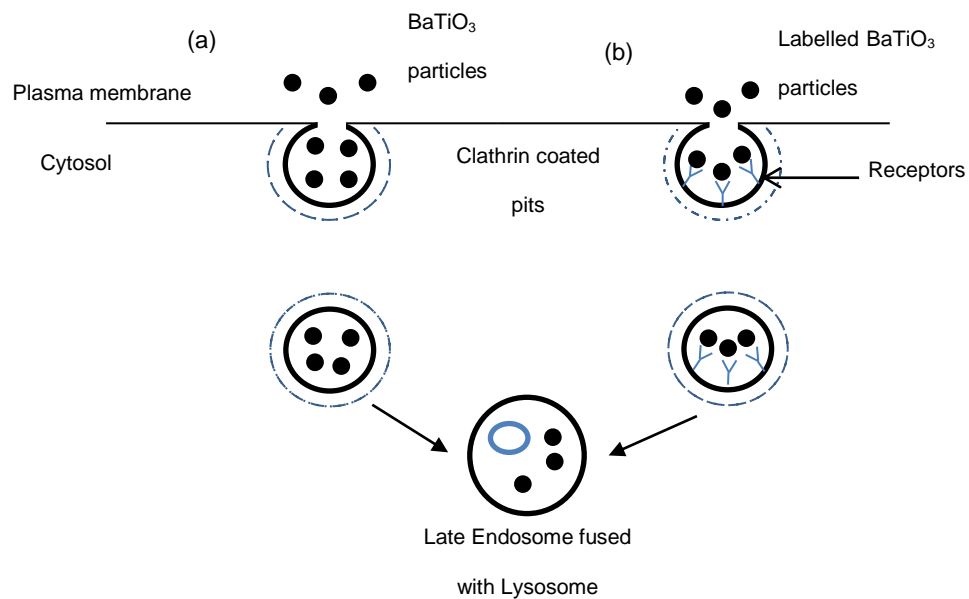 (a)
BaTiO₃
particles
(b)
Labelled BaTiO₃
particles
Plasma membrane
Cytosol
Clathrin coated
pits
Receptors
Late Endosome fused
with Lysosome